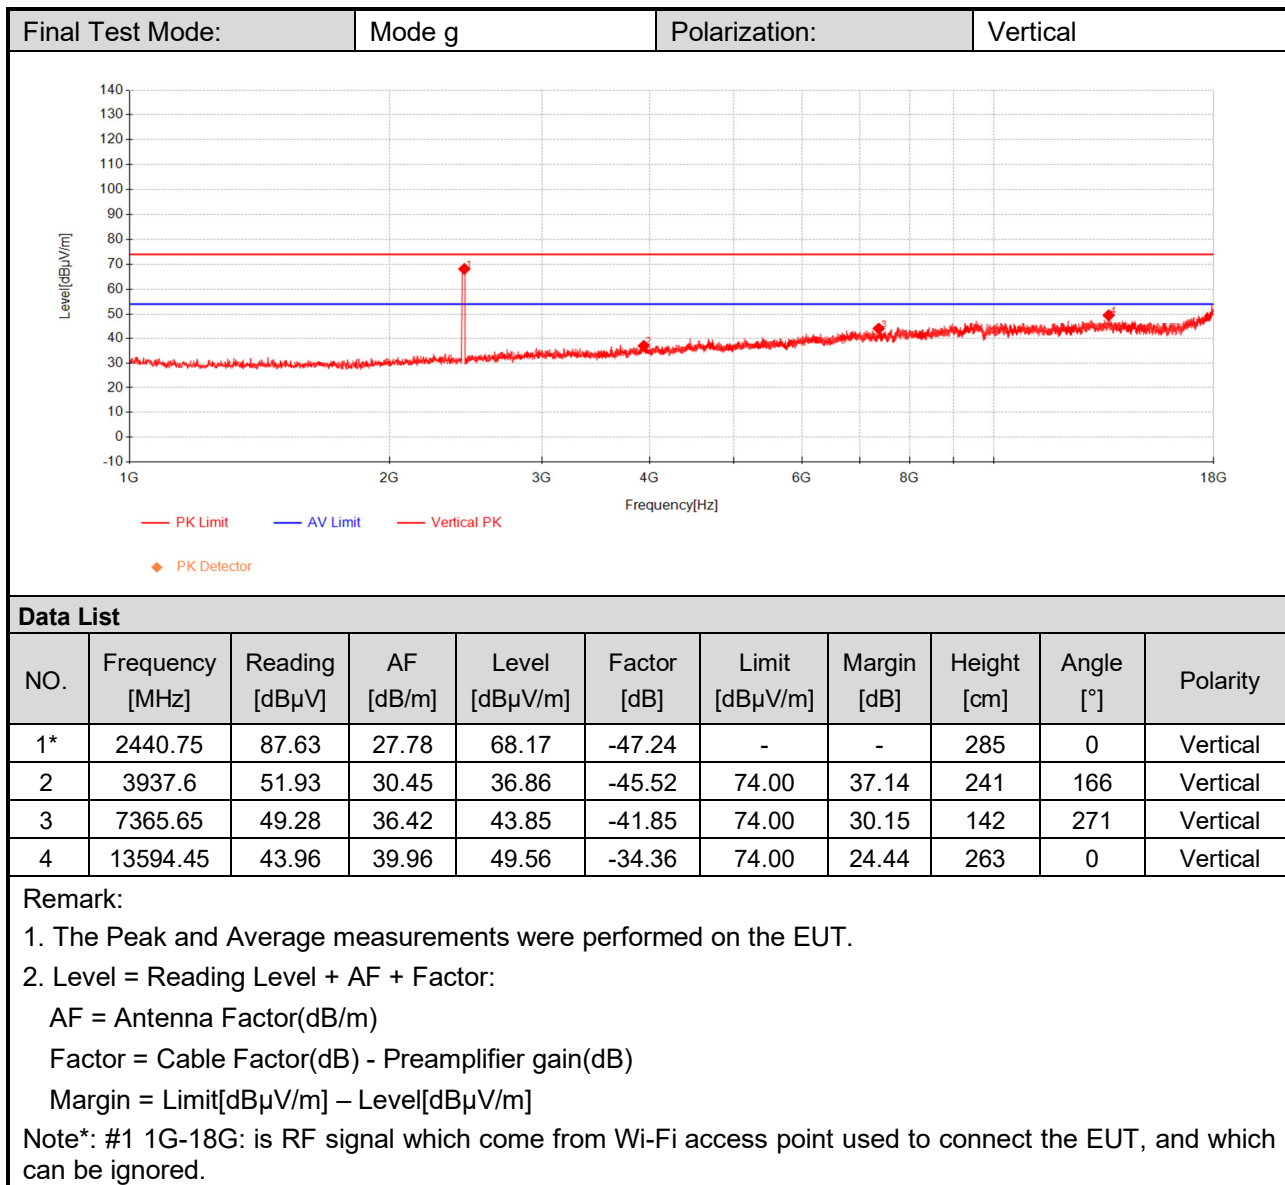 Final Test Mode: Mode g Polarization: Vertical
140
130
120
110
100
90
80
70
60
50
40
30
20
10
0
-10
Level[dBμV/m]
1
2
3
4
1G 2G 3G 4G 6G 8G 18G
Frequency[Hz]
PK Limit AV Limit Vertical PK
PK Detector
Data List
NO. Frequency [MHz] Reading [dBμV] AF [dB/m] Level [dBμV/m] Factor [dB] Limit [dBμV/m] Margin [dB] Height [cm] Angle [°] Polarity
1* 2440.75 87.63 27.78 68.17 -47.24 - - 285 0 Vertical
2 3937.6 51.93 30.45 36.86 -45.52 74.00 37.14 241 166 Vertical
3 7365.65 49.28 36.42 43.85 -41.85 74.00 30.15 142 271 Vertical
4 13594.45 43.96 39.96 49.56 -34.36 74.00 24.44 263 0 Vertical
Remark:
1. The Peak and Average measurements were performed on the EUT.
2. Level = Reading Level + AF + Factor:
AF = Antenna Factor(dB/m)
Factor = Cable Factor(dB) - Preamplifier gain(dB)
Margin = Limit[dBμV/m] – Level[dBμV/m]
Note*: #1 1G-18G: is RF signal which come from Wi-Fi access point used to connect the EUT, and which
can be ignored.